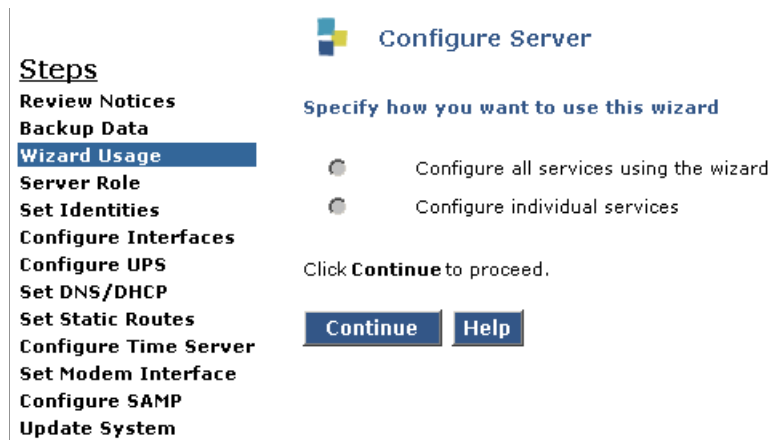 Configure Server
Steps
Review Notices
Backup Data
Wizard Usage
Server Role
Set Identities
Configure Interfaces
Configure UPS
Set DNS/DHCP
Set Static Routes
Configure Time Server
Set Modem Interface
Configure SAMP
Update System
Specify how you want to use this wizard
Configure all services using the wizard
Configure individual services
Click Continue to proceed.
Continue Help